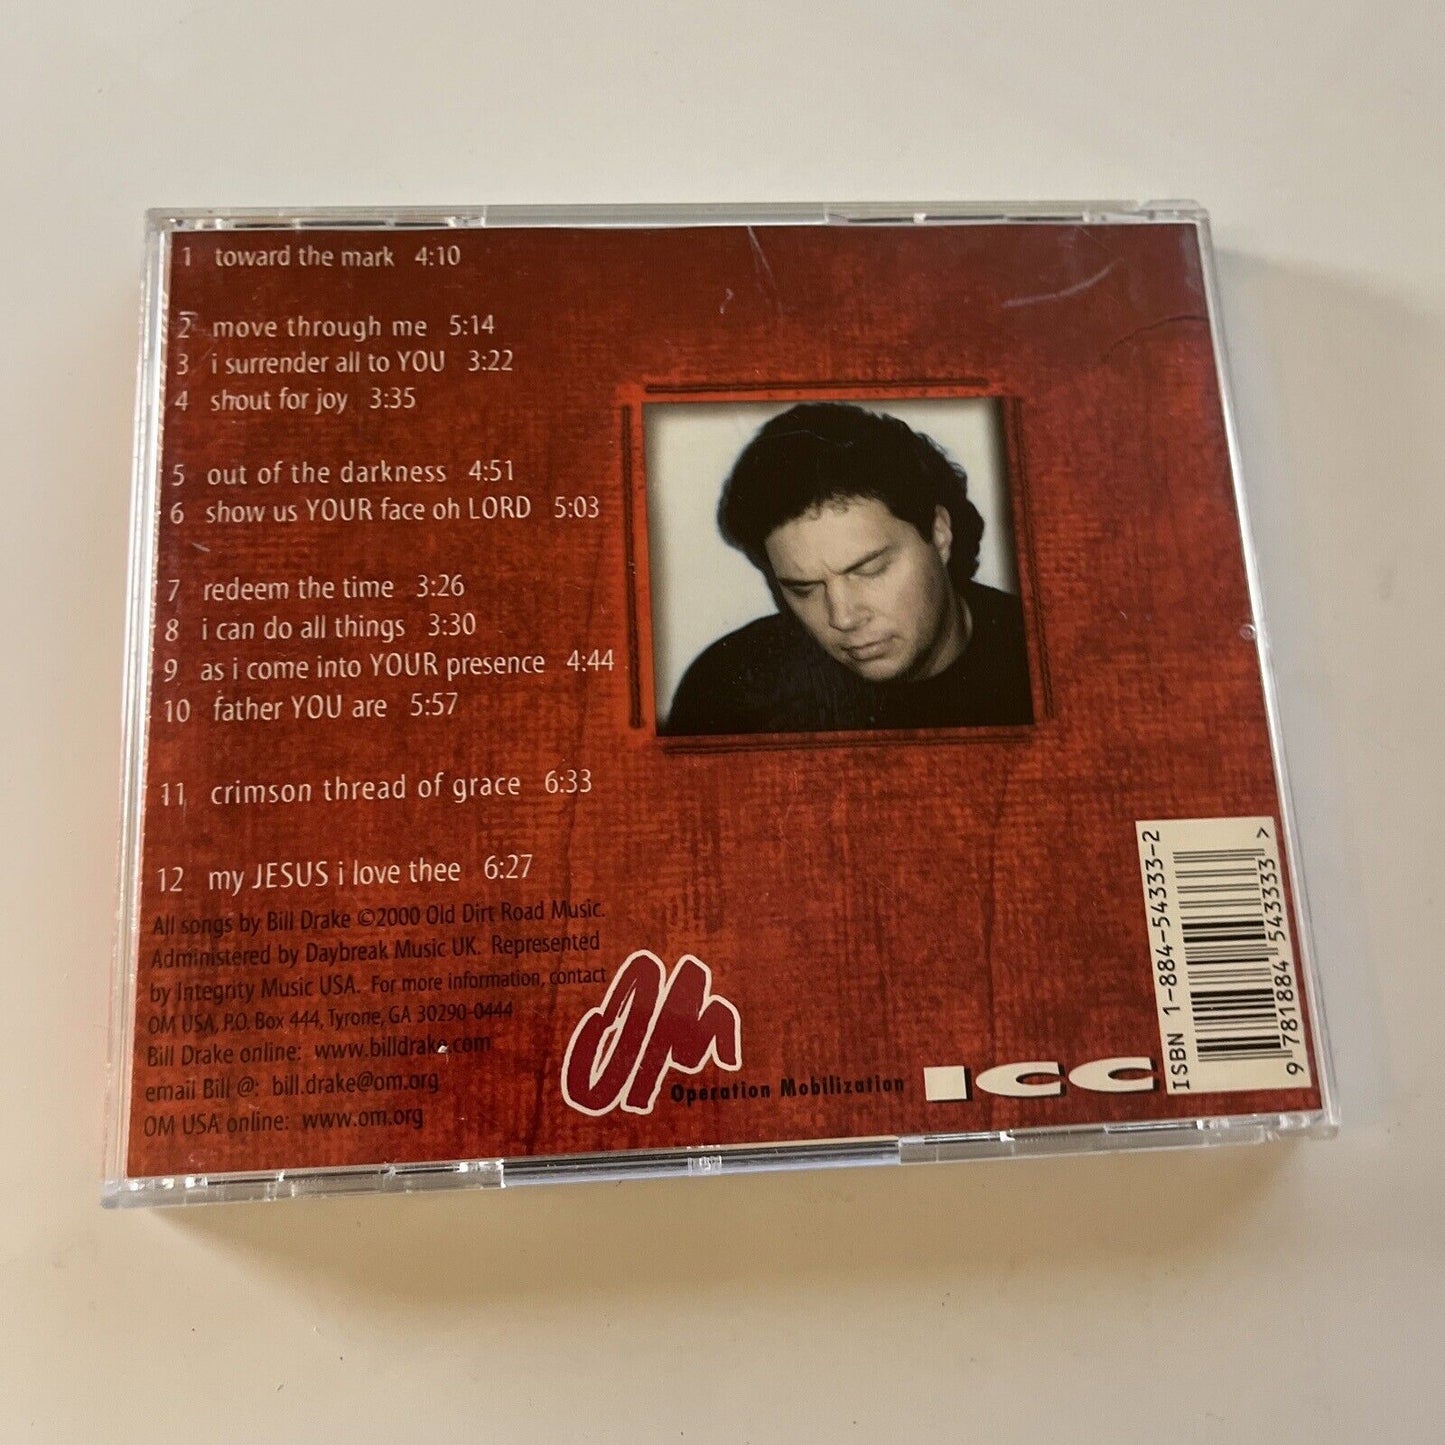 1 toward the mark 4:10
2 move through me 5:14
3 i surrender all to YOU 3:22
4 shout for joy 3:35
5 out of the darkness 4:51
6 show us YOUR face oh LORD 5:03
7 redeem the time 3:26
8 i can do all things 3:30
9 as i come into YOUR presence 4:44
10 father YOU are 5:57
11 crimson thread of grace 6:33
12 my JESUS i love thee 6:27
All songs by Bill Drake ©2000 Old Dirt Road Music.
Administered by Daybreak Music UK. Represented
by Integrity Music USA. For more information, contact
OM USA, P.O. Box 444, Tyrone, GA 30290-0444
Bill Drake online: www.billdrake.com
email Bill @: bill.drake@om.org
OM USA online: www.om.org
OM
Operation Mobilization
ICC
ISBN 1-884-54333-2
9 781884 543333 >